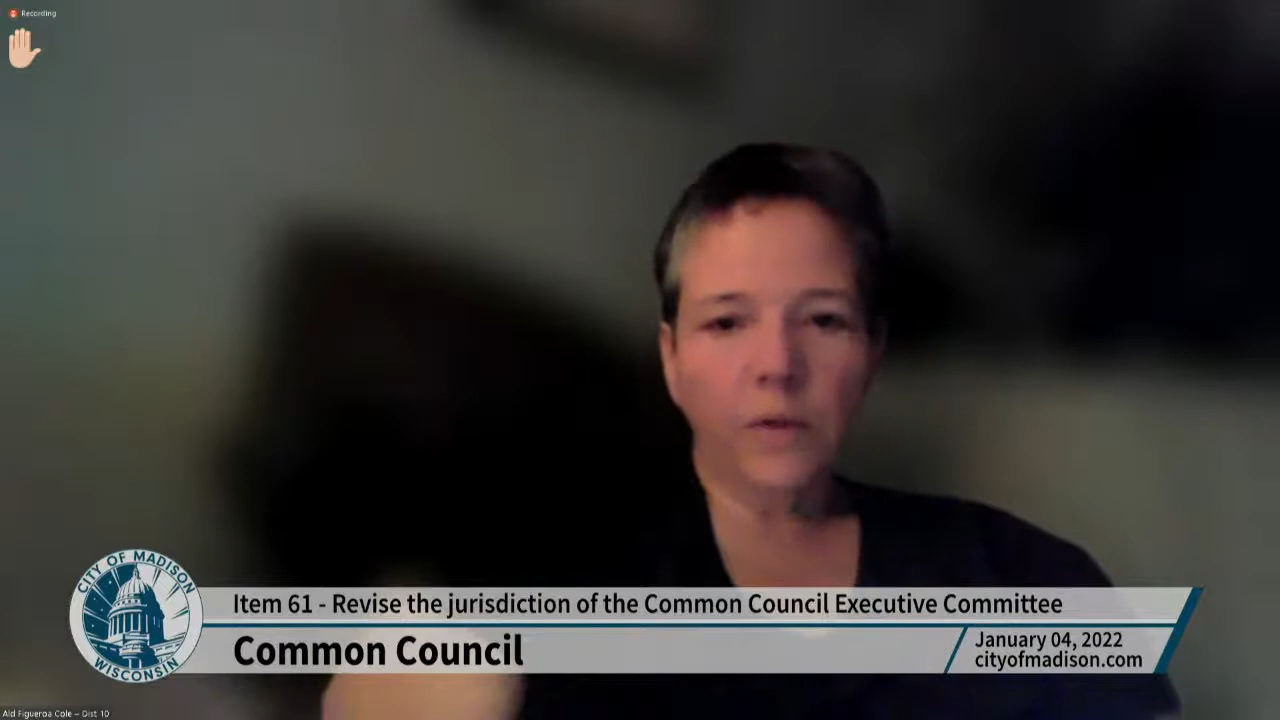 Recording
CITY OF MADISON
WISCONSIN
Item 61 - Revise the jurisdiction of the Common Council Executive Committee
Common Council
January 04, 2022
cityofmadison.com
Ald Figueroa Cole – Dist 10